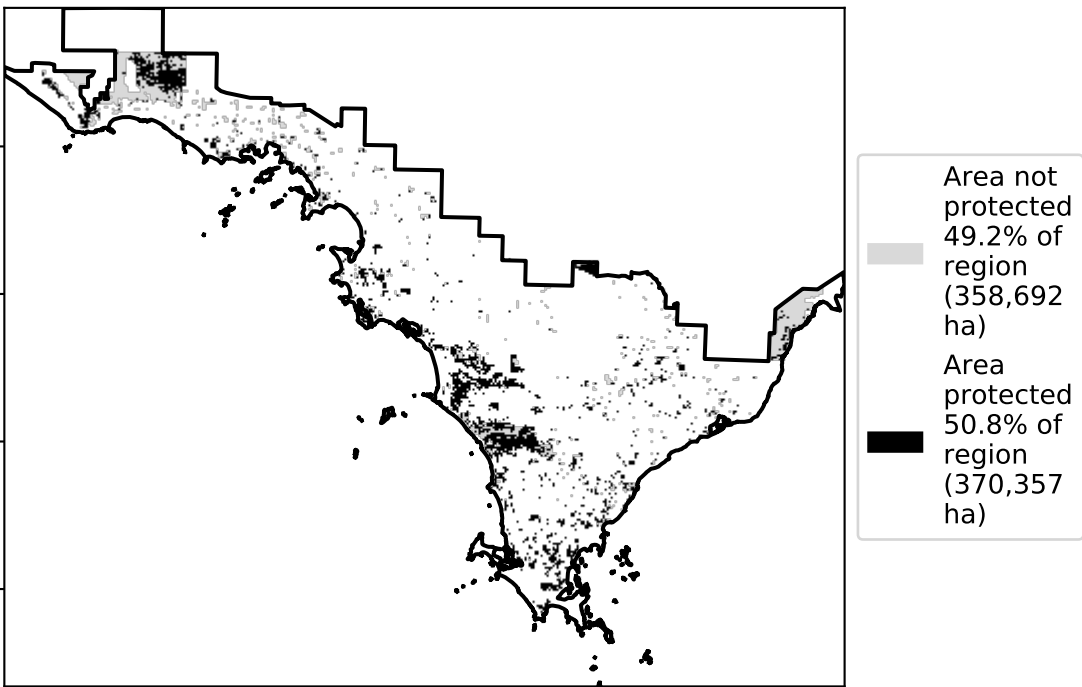 Area not
protected
49.2% of
region
(358,692
ha)
Area
protected
50.8% of
region
(370,357
ha)